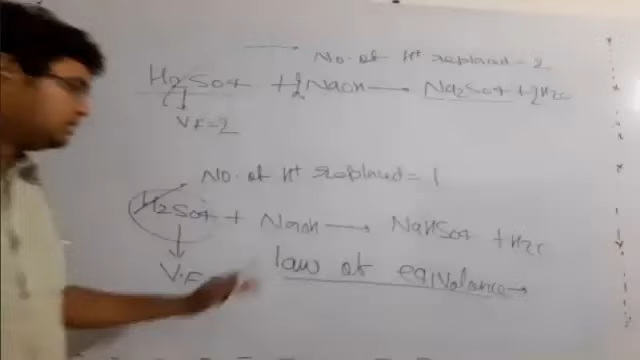 No. of H+ replaced = 2
H2SO4 + 2NaOH → Na2SO4 + 2H2O
V.F = 2
No. of H+ replaced = 1
H2SO4 + NaOH → NaHSO4 + H2O
V.F =
law of eqivalance →